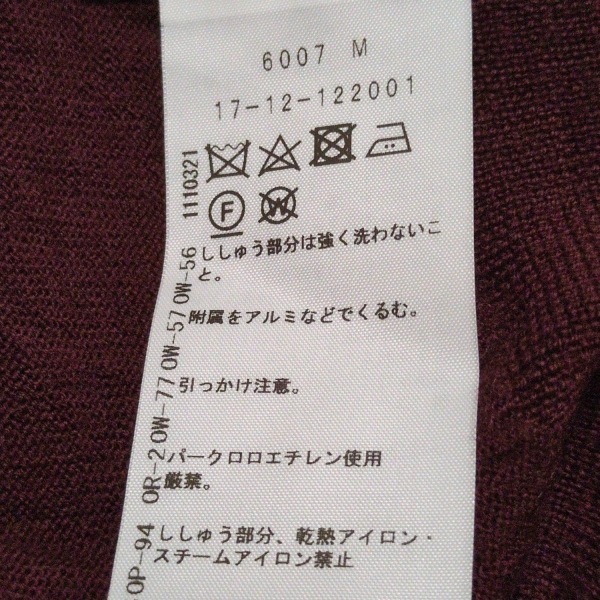 6007 M
17-12-122001
F W
ししゅう部分は強く洗わないこ
と。
附属をアルミなどでくるむ。
引っかけ注意。
パークロロエチレン使用
厳禁。
ししゅう部分、乾熱アイロン・
スチームアイロン禁止
OP-94 OR-2 OW-77 OW-57 OW-56 1110321